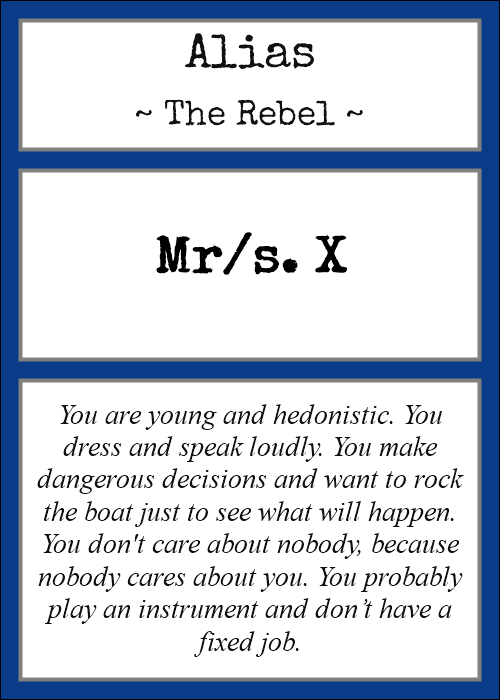 Alias
~ The Rebel ~
Mr/s. X
You are young and hedonistic. You
dress and speak loudly. You make
dangerous decisions and want to rock
the boat just to see what will happen.
You don't care about nobody, because
nobody cares about you. You probably
play an instrument and don’t have a
fixed job.